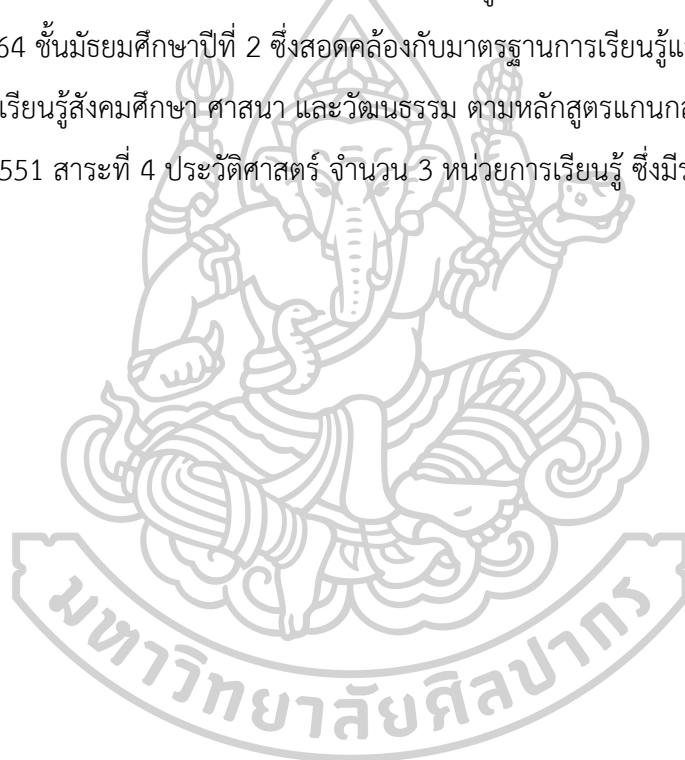 64 ชั้นมัธยมศึกษาปีที่ 2 ซึ่งสอดคล้องกับมาตรฐานการเรียนรู้แ
เรียนรู้สังคมศึกษา ศาสนา และวัฒนธรรม ตามหลักสูตรแกนกล
551 สาระที่ 4 ประวัติศาสตร์ จำนวน 3 หน่วยการเรียนรู้ ซึ่งมีร
มหาวิทยาลัยศิลปากร